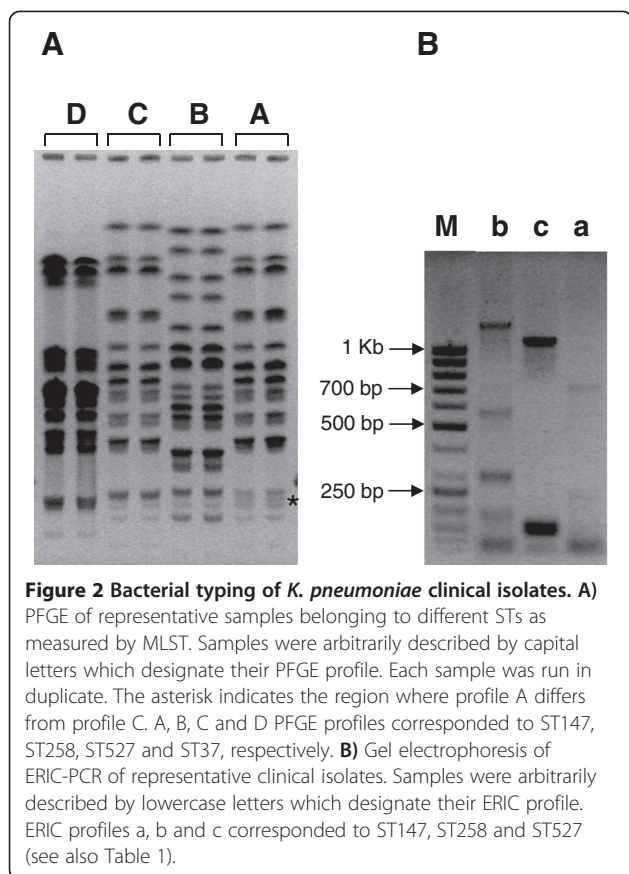 A
B
D C B A
M b c a
1 Kb
700 bp
500 bp
250 bp
*
Figure 2 Bacterial typing of K. pneumoniae clinical isolates. A)
PFGE of representative samples belonging to different STs as
measured by MLST. Samples were arbitrarily described by capital
letters which designate their PFGE profile. Each sample was run in
duplicate. The asterisk indicates the region where profile A differs
from profile C. A, B, C and D PFGE profiles corresponded to ST147,
ST258, ST527 and ST37, respectively. B) Gel electrophoresis of
ERIC-PCR of representative clinical isolates. Samples were arbitrarily
described by lowercase letters which designate their ERIC profile.
ERIC profiles a, b and c corresponded to ST147, ST258 and ST527
(see also Table 1).